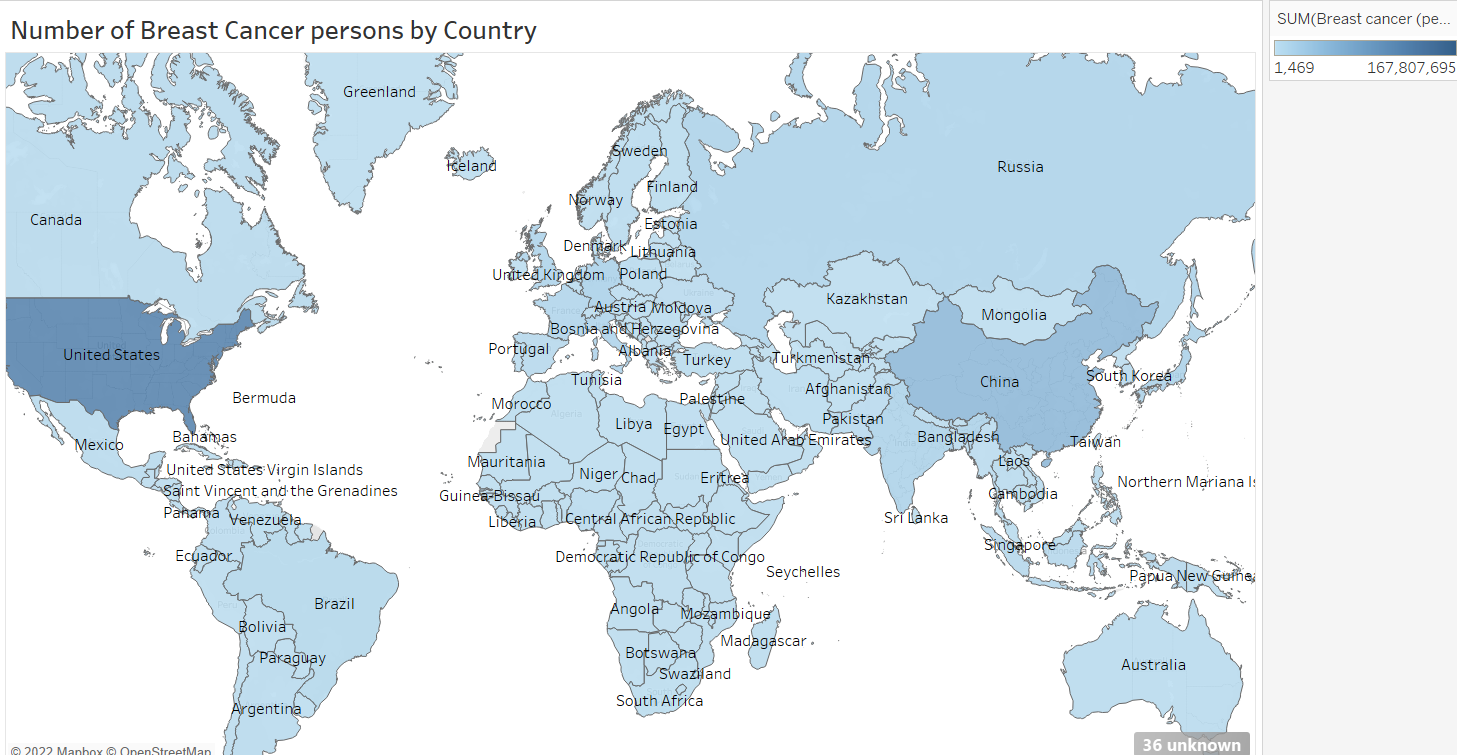 Number of Breast Cancer persons by Country
SUM(Breast cancer (pe...
1,469 167,807,695
Greenland
Iceland
Sweden
Russia
Finland
Norway
Canada
Estonia
Denmark
Lithuania
United Kingdom
Poland
Kazakhstan
Austria
Moldova
Mongolia
Bosnia and Herzegovina
Portugal
Albania
United States
Turkey
Turkmenistan
South Korea
Tunisia
China
Afghanistan
Bermuda
Palestine
Morocco
Algeria
Pakistan
Libya
Egypt
Bahamas
Mexico
United Arab Emirates
Bangladesh
Taiwan
Mauritania
Laos
United States Virgin Islands
Niger
Chad
Eritrea
Northern Mariana Is
Saint Vincent and the Grenadines
Guinea-Bissau
Cambodia
Panama
Venezuela
Liberia
Central African Republic
Sri Lanka
Singapore
Ecuador
Democratic Republic of Congo
Seychelles
Papua New Guinea
Brazil
Peru
Angola
Mozambique
Bolivia
Madagascar
Botswana
Paraguay
Australia
Swaziland
South Africa
Argentina
36 unknown
© 2022 Mapbox © OpenStreetMap